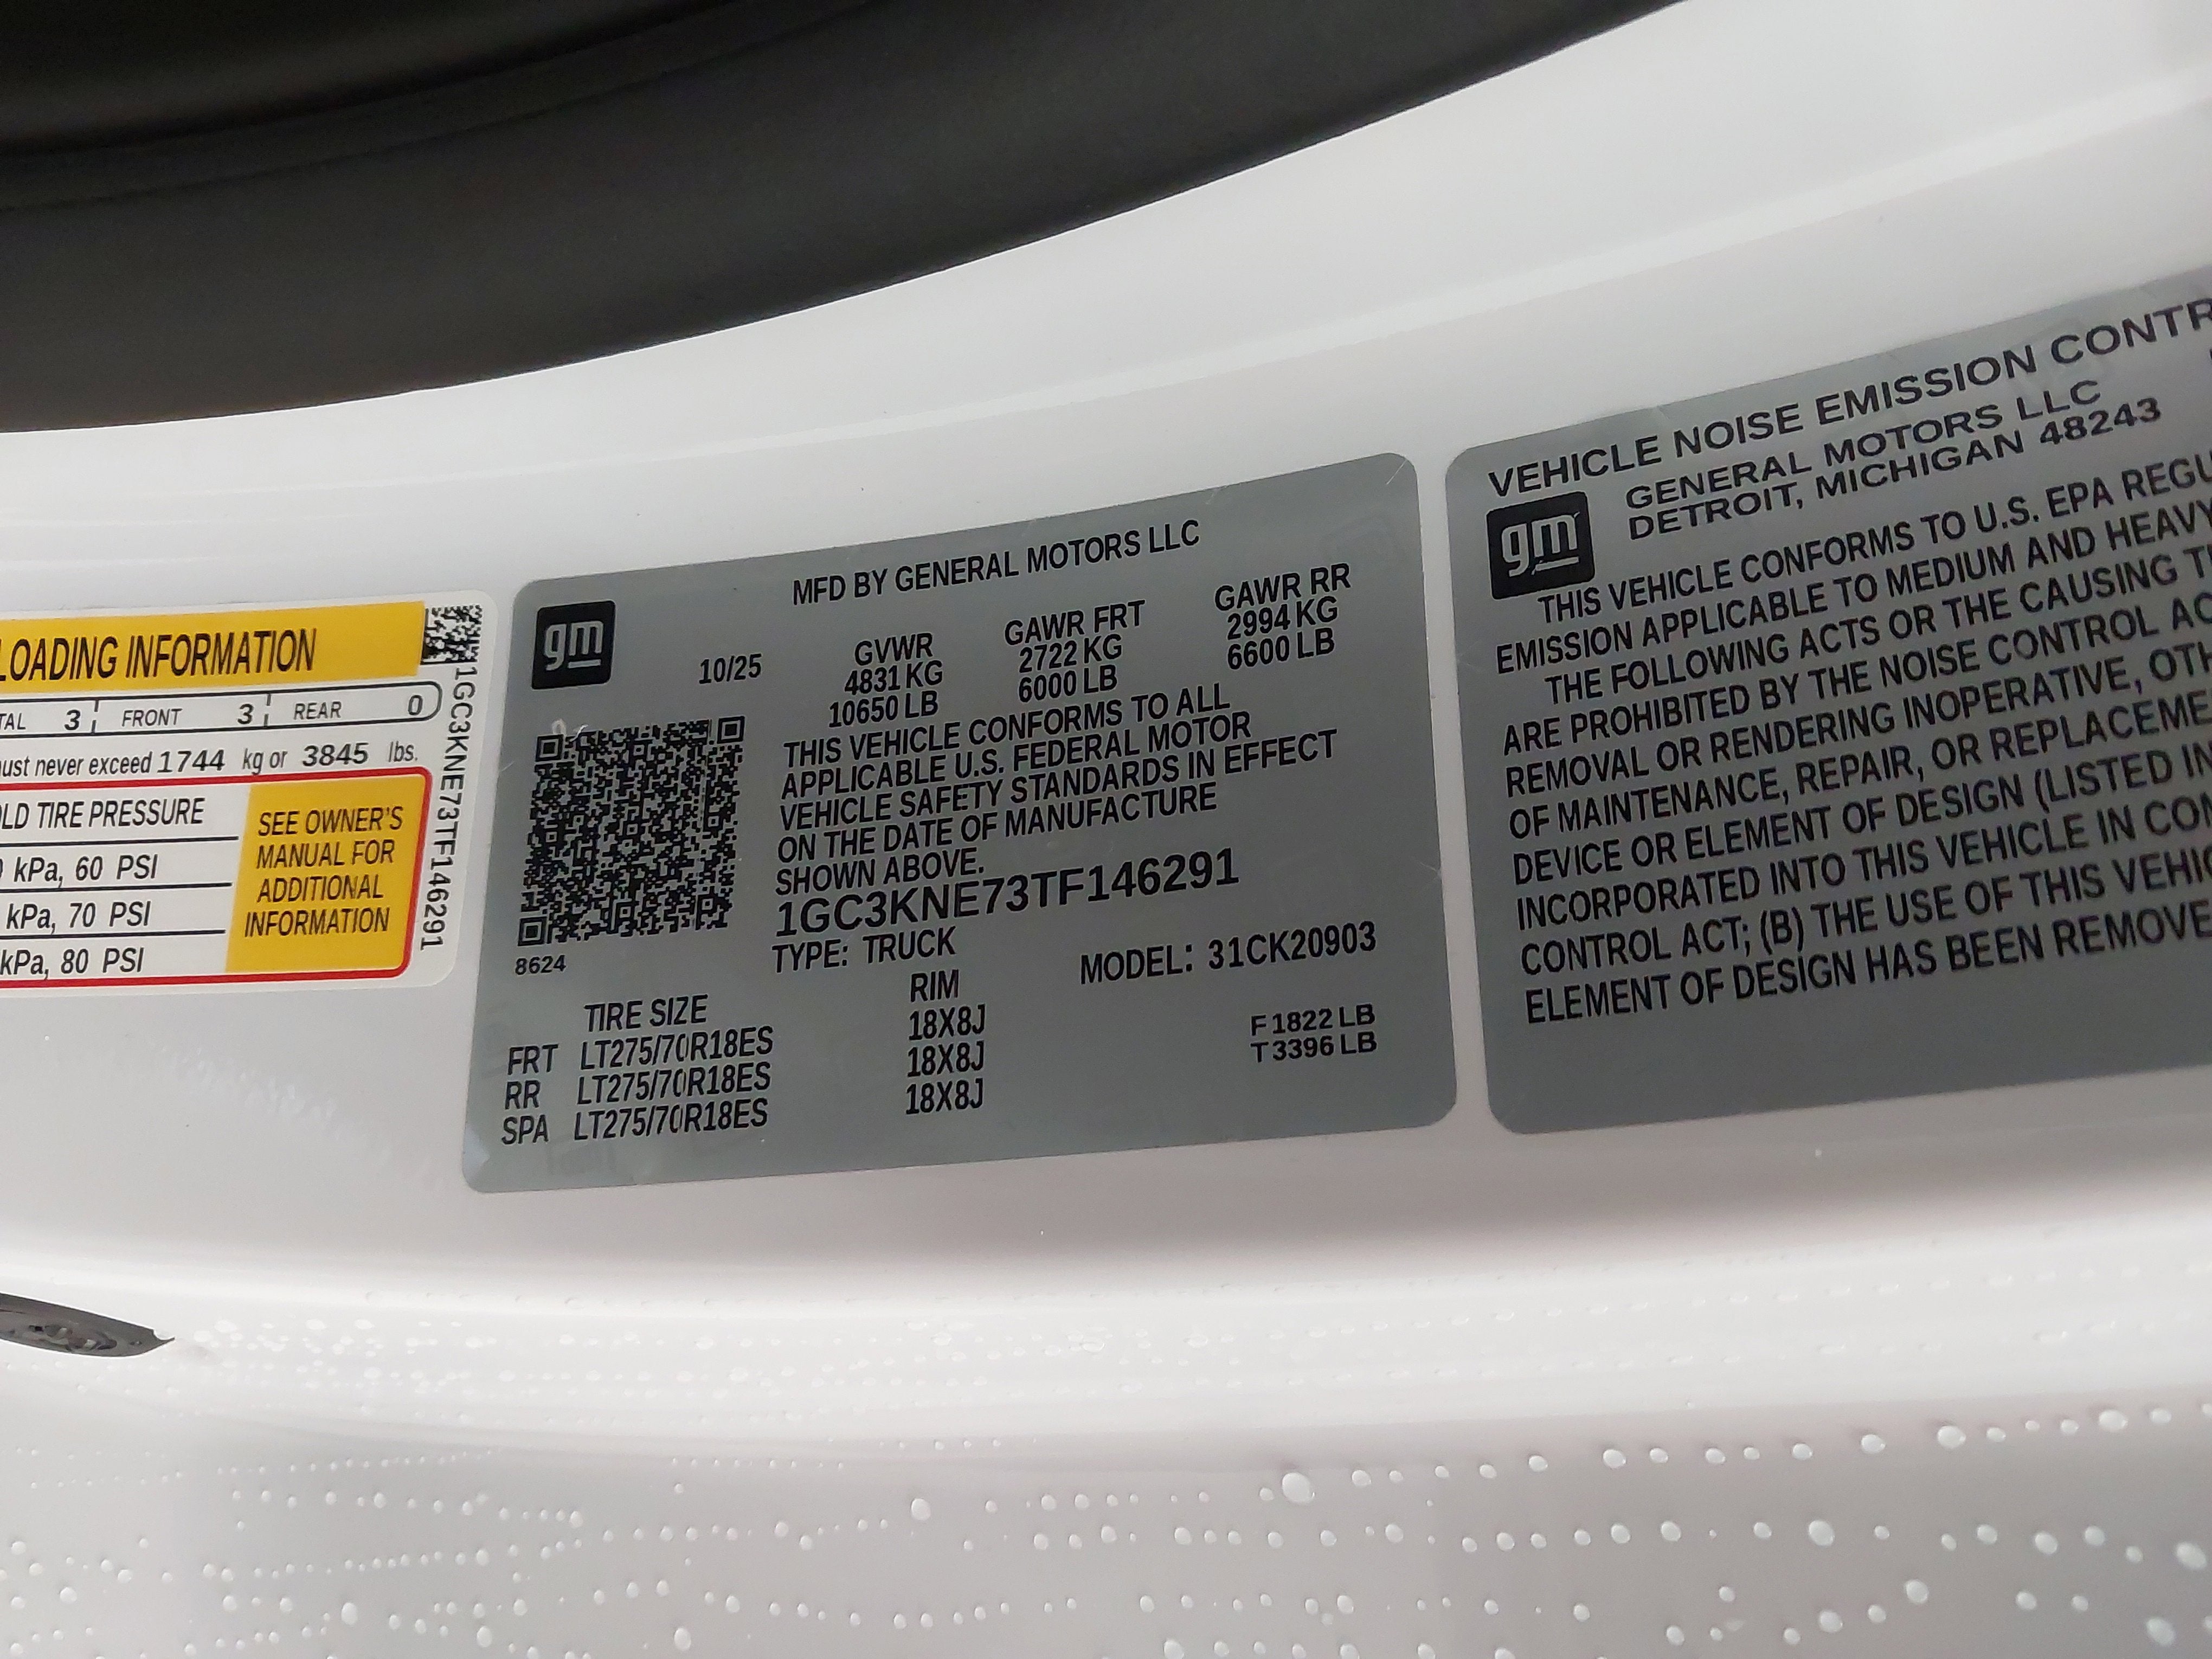 LOADING INFORMATION
TAL 3 FRONT 3 REAR 0
ust never exceed 1744 kg or 3845 lbs.
LD TIRE PRESSURE
kPa, 60 PSI
kPa, 70 PSI
kPa, 80 PSI
SEE OWNER'S
MANUAL FOR
ADDITIONAL
INFORMATION
1GC3KNE73TF146291
gm
MFD BY GENERAL MOTORS LLC
10/25
GVWR GAWR FRT GAWR RR
4831 KG 2722 KG 2994 KG
10650 LB 6000 LB 6600 LB
THIS VEHICLE CONFORMS TO ALL
APPLICABLE U.S. FEDERAL MOTOR
VEHICLE SAFETY STANDARDS IN EFFECT
ON THE DATE OF MANUFACTURE
SHOWN ABOVE.
1GC3KNE73TF146291
8624
TYPE: TRUCK MODEL: 31CK20903
TIRE SIZE RIM
FRT LT275/70R18ES 18X8J
RR LT275/70R18ES 18X8J
SPA LT275/70R18ES 18X8J
F 1822 LB
T 3396 LB
VEHICLE NOISE EMISSION CONTR
gm
GENERAL MOTORS LLC
DETROIT, MICHIGAN 48243
THIS VEHICLE CONFORMS TO U.S. EPA REGU
EMISSION APPLICABLE TO MEDIUM AND HEAVY
THE FOLLOWING ACTS OR THE CAUSING T
ARE PROHIBITED BY THE NOISE CONTROL AC
REMOVAL OR RENDERING INOPERATIVE, OTH
OF MAINTENANCE, REPAIR, OR REPLACEME
DEVICE OR ELEMENT OF DESIGN (LISTED IN
INCORPORATED INTO THIS VEHICLE IN CO
CONTROL ACT; (B) THE USE OF THIS VEHIC
ELEMENT OF DESIGN HAS BEEN REMOVE